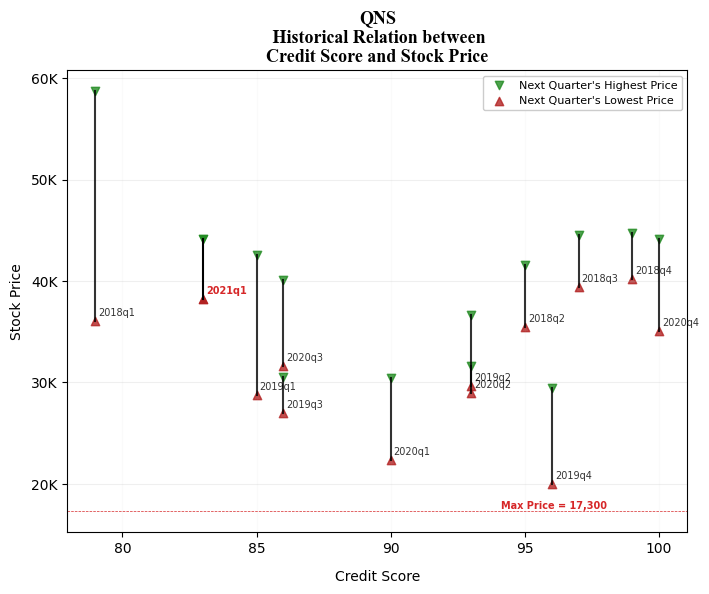 QNS
Historical Relation between
Credit Score and Stock Price
60K
50K
40K
30K
20K
Stock Price
Next Quarter's Highest Price
Next Quarter's Lowest Price
2018q1
2021q1
2019q1
2020q3
2019q3
2020q1
2019q2
2020q2
2018q2
2019q4
2018q3
2018q4
2020q4
Max Price = 17,300
80
85
90
95
100
Credit Score